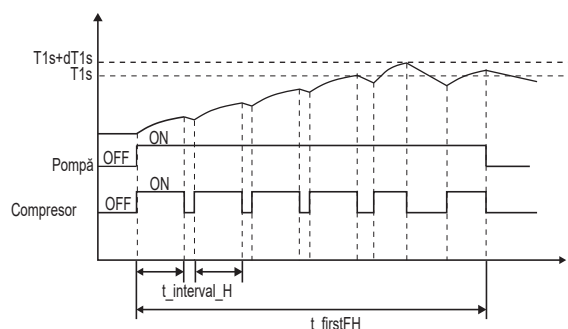 T1s+dT1s
T1s
ON
Pompă OFF
ON
Compresor OFF
t_interval_H
t_firstFH